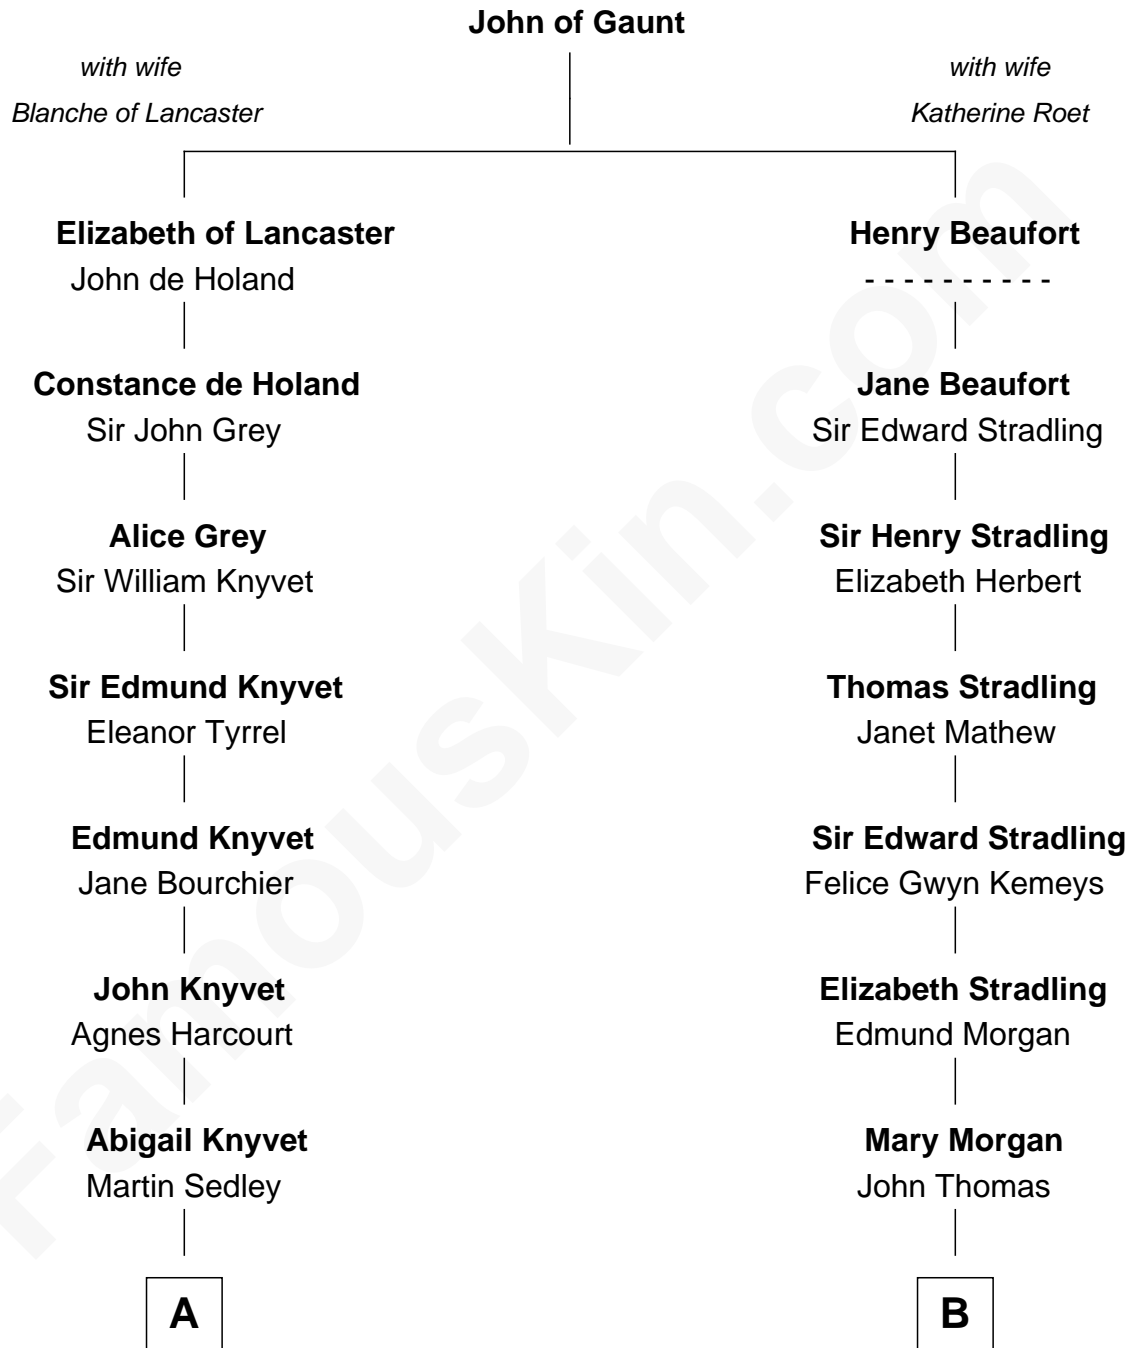 John of Gaunt
with wife
Blanche of Lancaster
with wife
Katherine Roet
Elizabeth of Lancaster
John de Holand
Henry Beaufort
- - - - - - - - - -
Constance de Holand
Sir John Grey
Jane Beaufort
Sir Edward Stradling
Alice Grey
Sir William Knyvet
Sir Henry Stradling
Elizabeth Herbert
Sir Edmund Knyvet
Eleanor Tyrrel
Thomas Stradling
Janet Mathew
Edmund Knyvet
Jane Bourchier
Sir Edward Stradling
Felice Gwyn Kemeys
John Knyvet
Agnes Harcourt
Elizabeth Stradling
Edmund Morgan
Abigail Knyvet
Martin Sedley
Mary Morgan
John Thomas
A
B
FamousKin.com